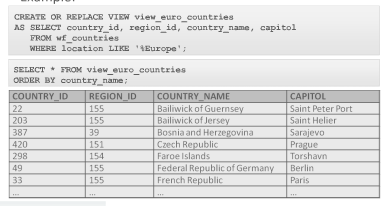 Example:
CREATE OR REPLACE VIEW view_euro_countries
AS SELECT country_id, region_id, country_name, capitol
FROM wf_countries
WHERE location LIKE '%Europe';
SELECT * FROM view_euro_countries
ORDER BY country_name;
COUNTRY_ID REGION_ID COUNTRY_NAME CAPITOL
22 155 Bailiwick of Guernsey Saint Peter Port
203 155 Bailiwick of Jersey Saint Helier
387 39 Bosnia and Herzegovina Sarajevo
420 151 Czech Republic Prague
298 154 Faroe Islands Torshavn
49 155 Federal Republic of Germany Berlin
33 155 French Republic Paris
... ... ... ...